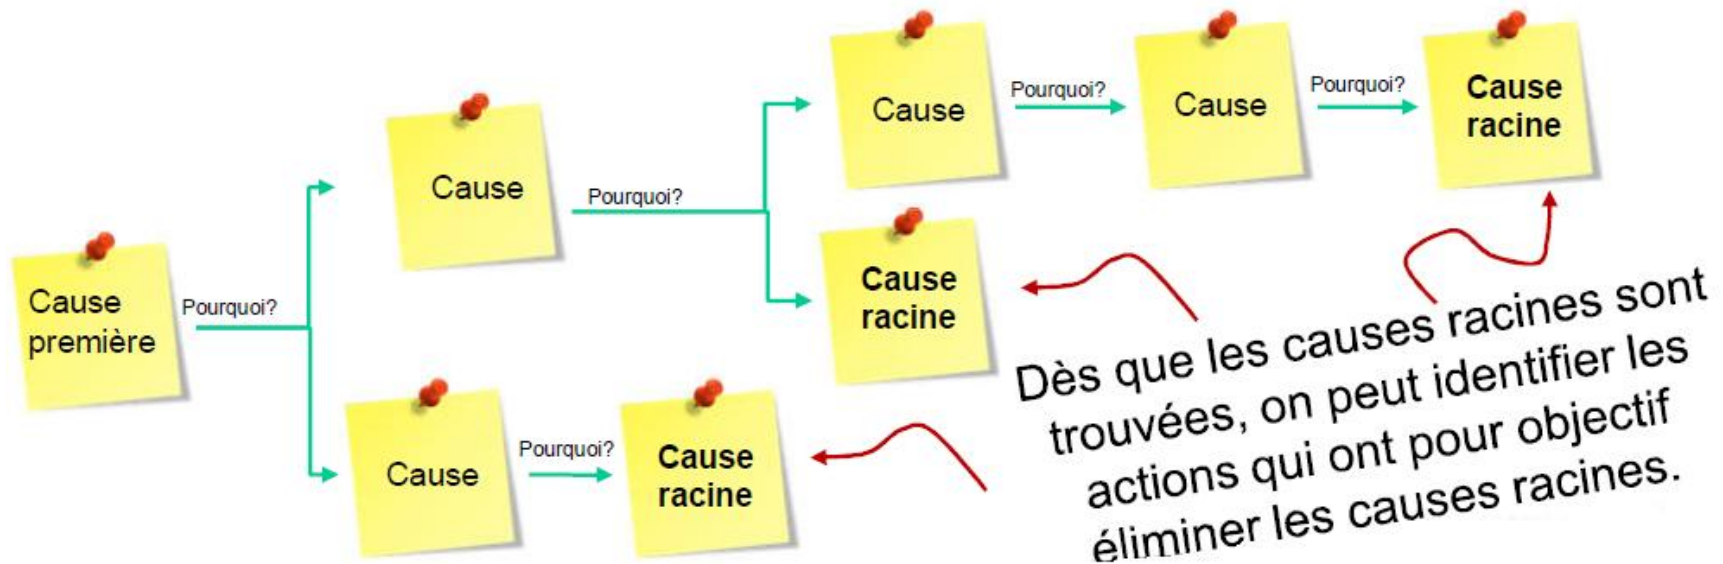 Cause
première
Pourquoi?
Cause
Pourquoi?
Cause
Pourquoi?
Cause
Pourquoi?
Cause
racine
Cause
racine
Cause
Pourquoi?
Cause
racine
Dès que les causes racines sont
trouvées, on peut identifier les
actions qui ont pour objectif
éliminer les causes racines.